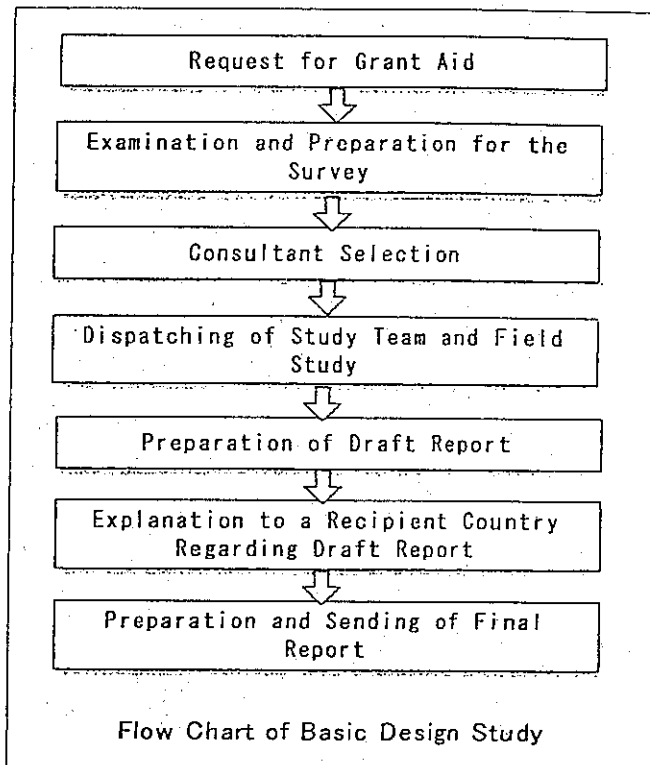 Request for Grant Aid
Examination and Preparation for the
Survey
Consultant Selection
Dispatching of Study Team and Field
Study
Preparation of Draft Report
Explanation to a Recipient Country
Regarding Draft Report
Preparation and Sending of Final
Report
Flow Chart of Basic Design Study